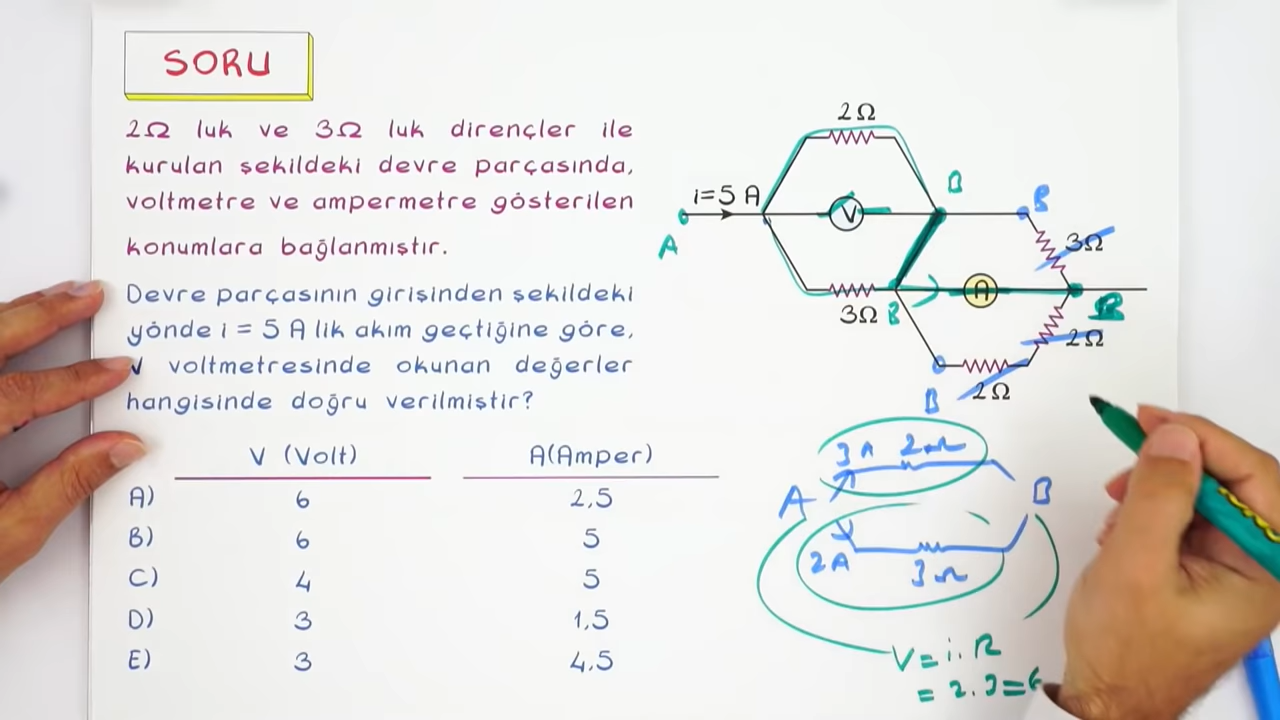 SORU
2Ω luk ve 3Ω luk dirençler ile
kurulan şekildeki devre parçasında,
voltmetre ve ampermetre gösterilen
konumlara bağlanmıştır.
Devre parçasının girişinden şekildeki
yönde i = 5 A lik akım geçtiğine göre,
V voltmetresinde okunan değerler
hangisinde doğru verilmiştir?
V (Volt) A(Amper)
A) 6 2,5
B) 6 5
C) 4 5
D) 3 1,5
E) 3 4,5
2Ω
i=5 A
V
B
B
A
3Ω
A
3Ω
B
2Ω
B
2Ω
3A 2Ω
A
B
2A
3Ω
V = i.R
= 2.3=6